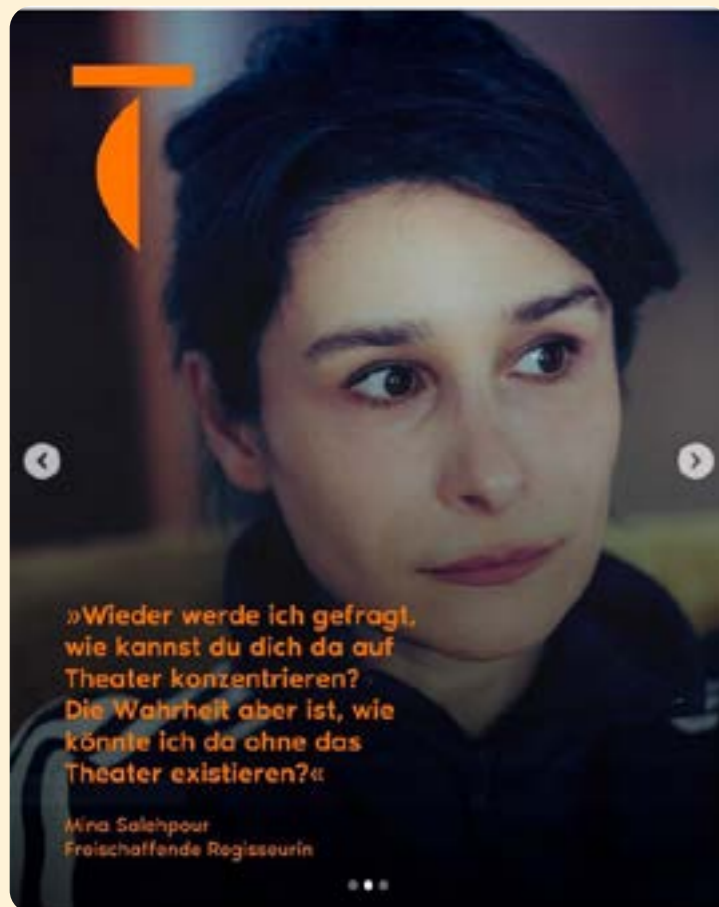 »Wieder werde ich gefragt,
wie kannst du dich da auf
Theater konzentrieren?
Die Wahrheit aber ist, wie
könnte ich da ohne das
Theater existieren?«
Mina Salehpour
Freischaffende Regisseurin